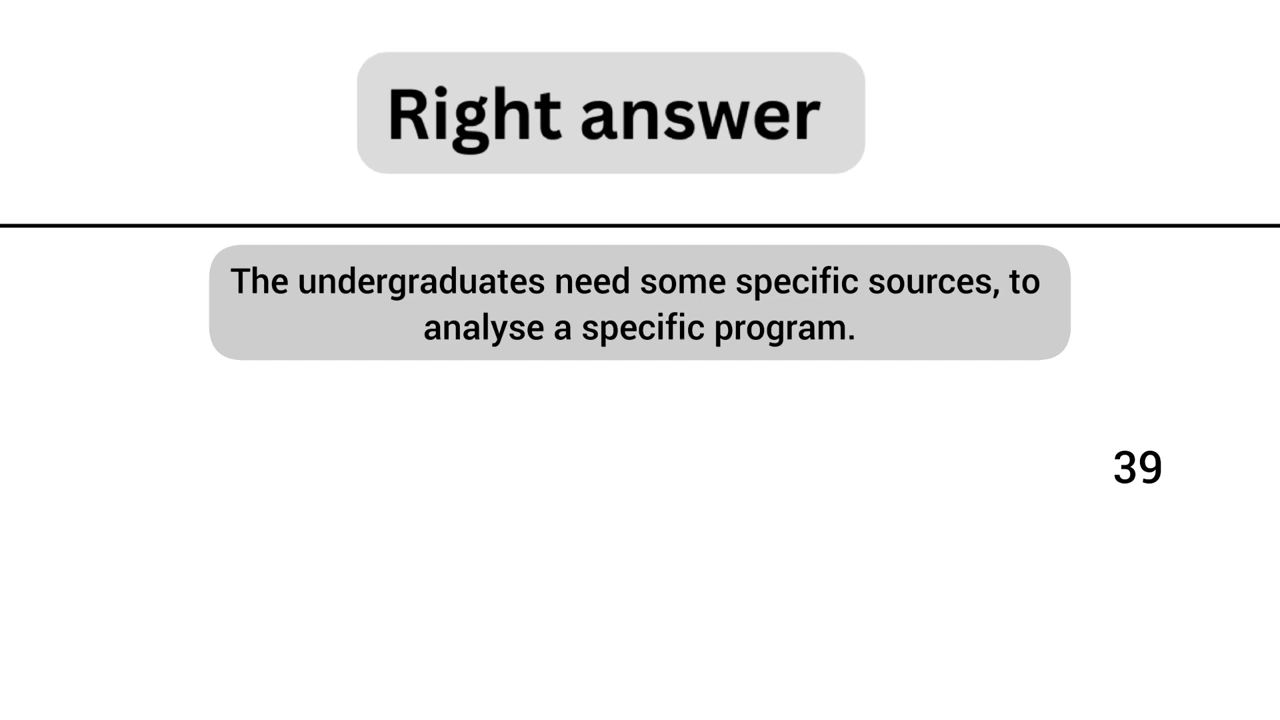 Right answer
The undergraduates need some specific sources, to
analyse a specific program.
39